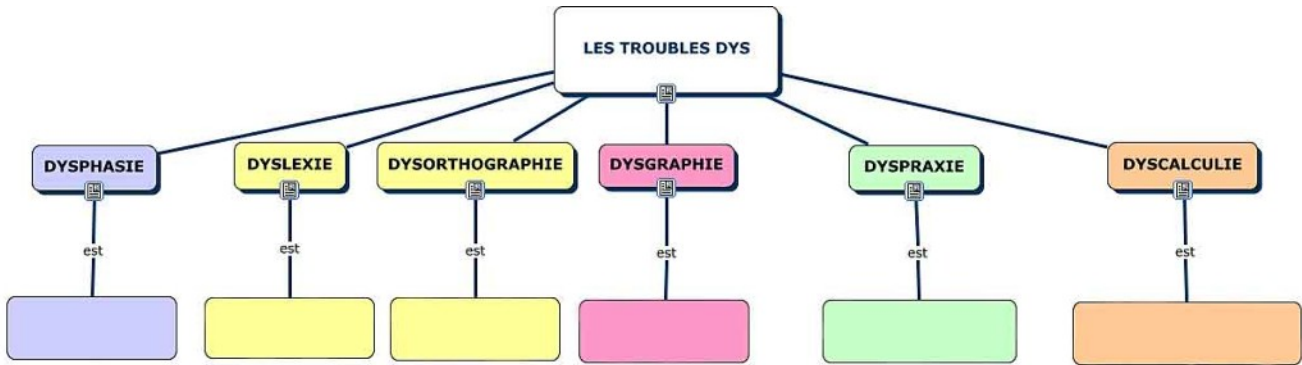 LES TROUBLES DYS
DYSPHASIE
DYSLEXIE
DYSORTHOGRAPHIE
DYSGRAPHIE
DYSPRAXIE
DYSCALCULIE
est
est
est
est
est
est